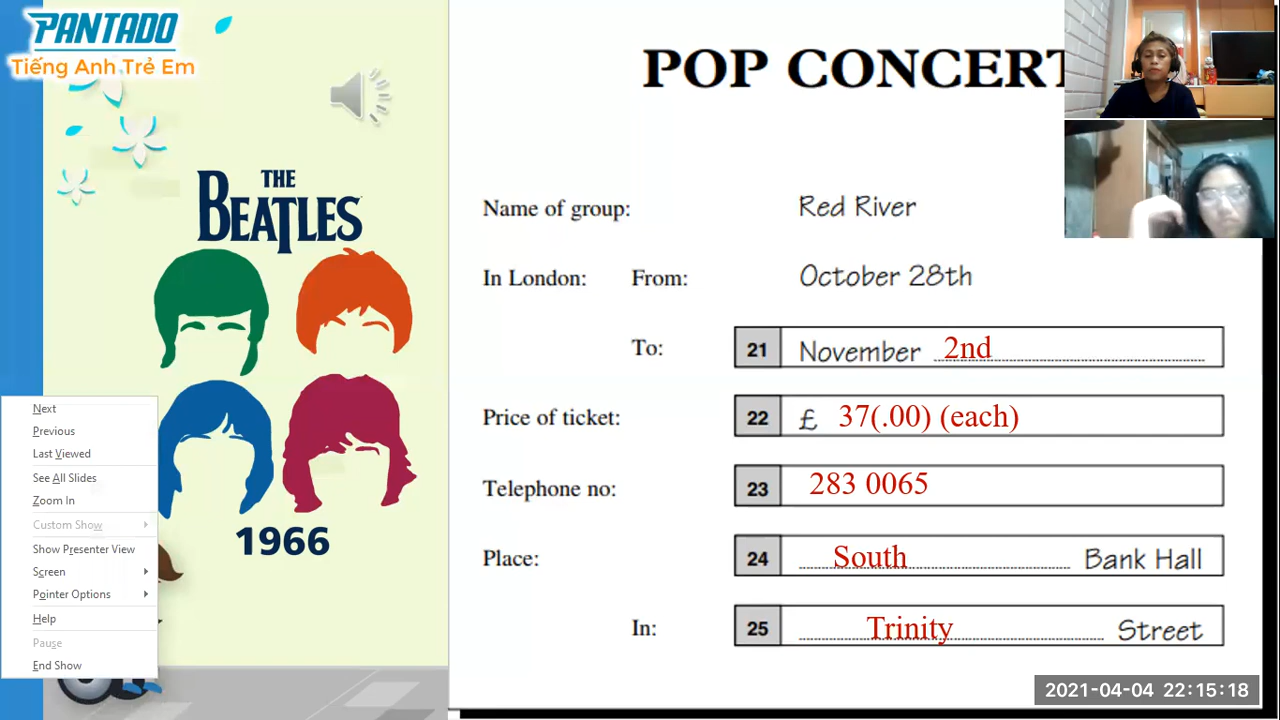 PANTADO
Tiếng Anh Trẻ Em
THE
BEATLES
1966
Next
Previous
Last Viewed
See All Slides
Zoom In
Custom Show
Show Presenter View
Screen
Pointer Options
Help
Pause
End Show
POP CONCERT
Name of group: Red River
In London: From: October 28th
To: 21 November 2nd
Price of ticket: 22 £ 37(.00) (each)
Telephone no: 23 283 0065
Place: 24 South Bank Hall
In: 25 Trinity Street
2021-04-04 22:15:18